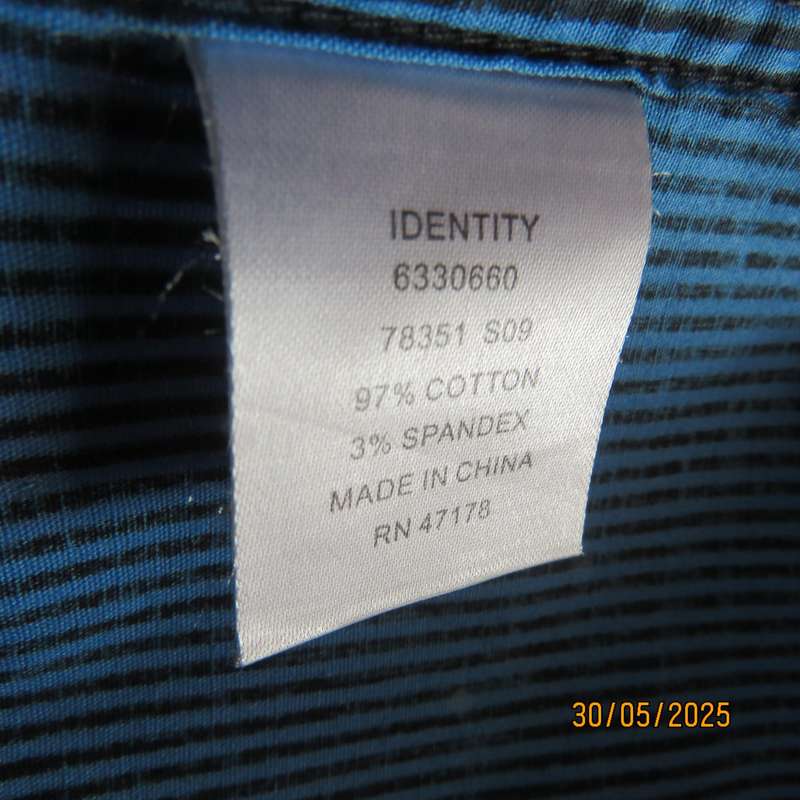 IDENTITY
6330660
78351 S09
97% COTTON
3% SPANDEX
MADE IN CHINA
RN 47178
30/05/2025